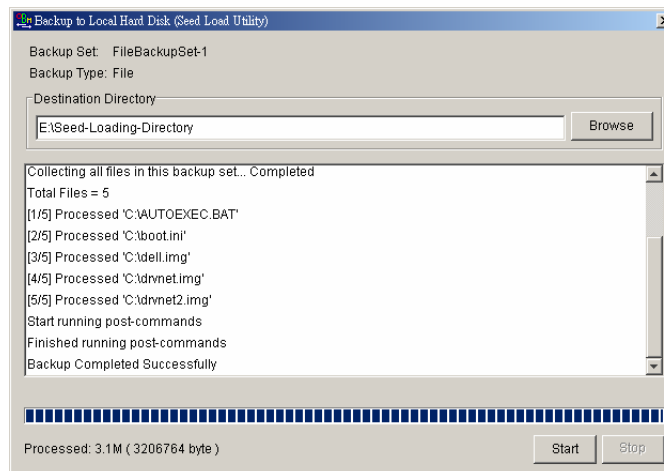 Backup to Local Hard Disk (Seed Load Utility)
Backup Set: FileBackupSet-1
Backup Type: File
Destination Directory
E:\Seed-Loading-Directory
Browse
Collecting all files in this backup set... Completed
Total Files = 5
[1/5] Processed 'C:\AUTOEXEC.BAT'
[2/5] Processed 'C:\boot.ini'
[3/5] Processed 'C:\dell.img'
[4/5] Processed 'C:\drvnet.img'
[5/5] Processed 'C:\drvnet2.img'
Start running post-commands
Finished running post-commands
Backup Completed Successfully
Processed: 3.1M ( 3206764 byte )
Start
Stop